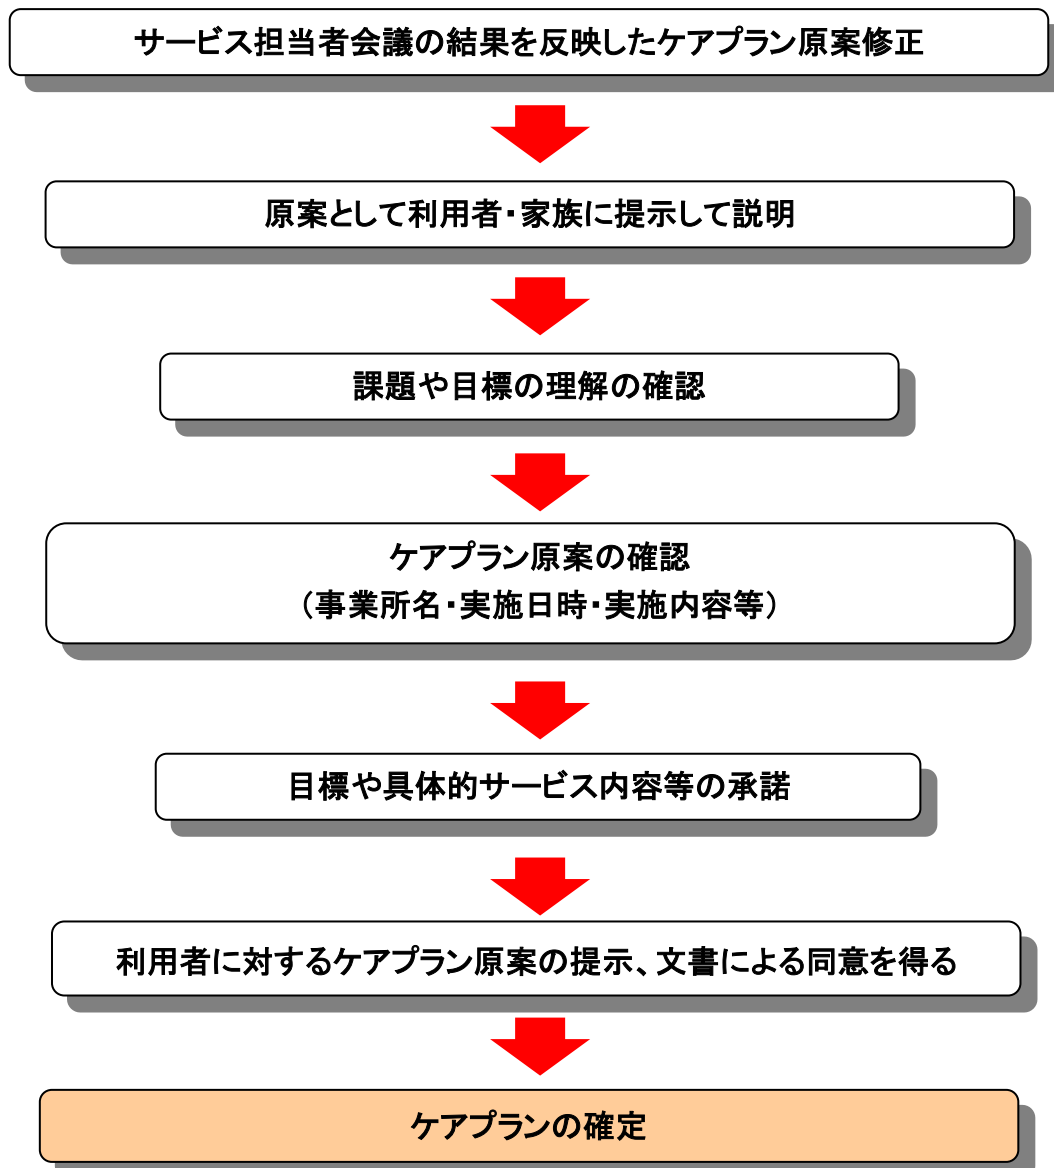 サービス担当者会議の結果を反映したケアプラン原案修正
原案として利用者・家族に提示して説明
課題や目標の理解の確認
ケアプラン原案の確認
（事業所名・実施日時・実施内容等）
目標や具体的サービス内容等の承諾
利用者に対するケアプラン原案の提示、文書による同意を得る
ケアプランの確定